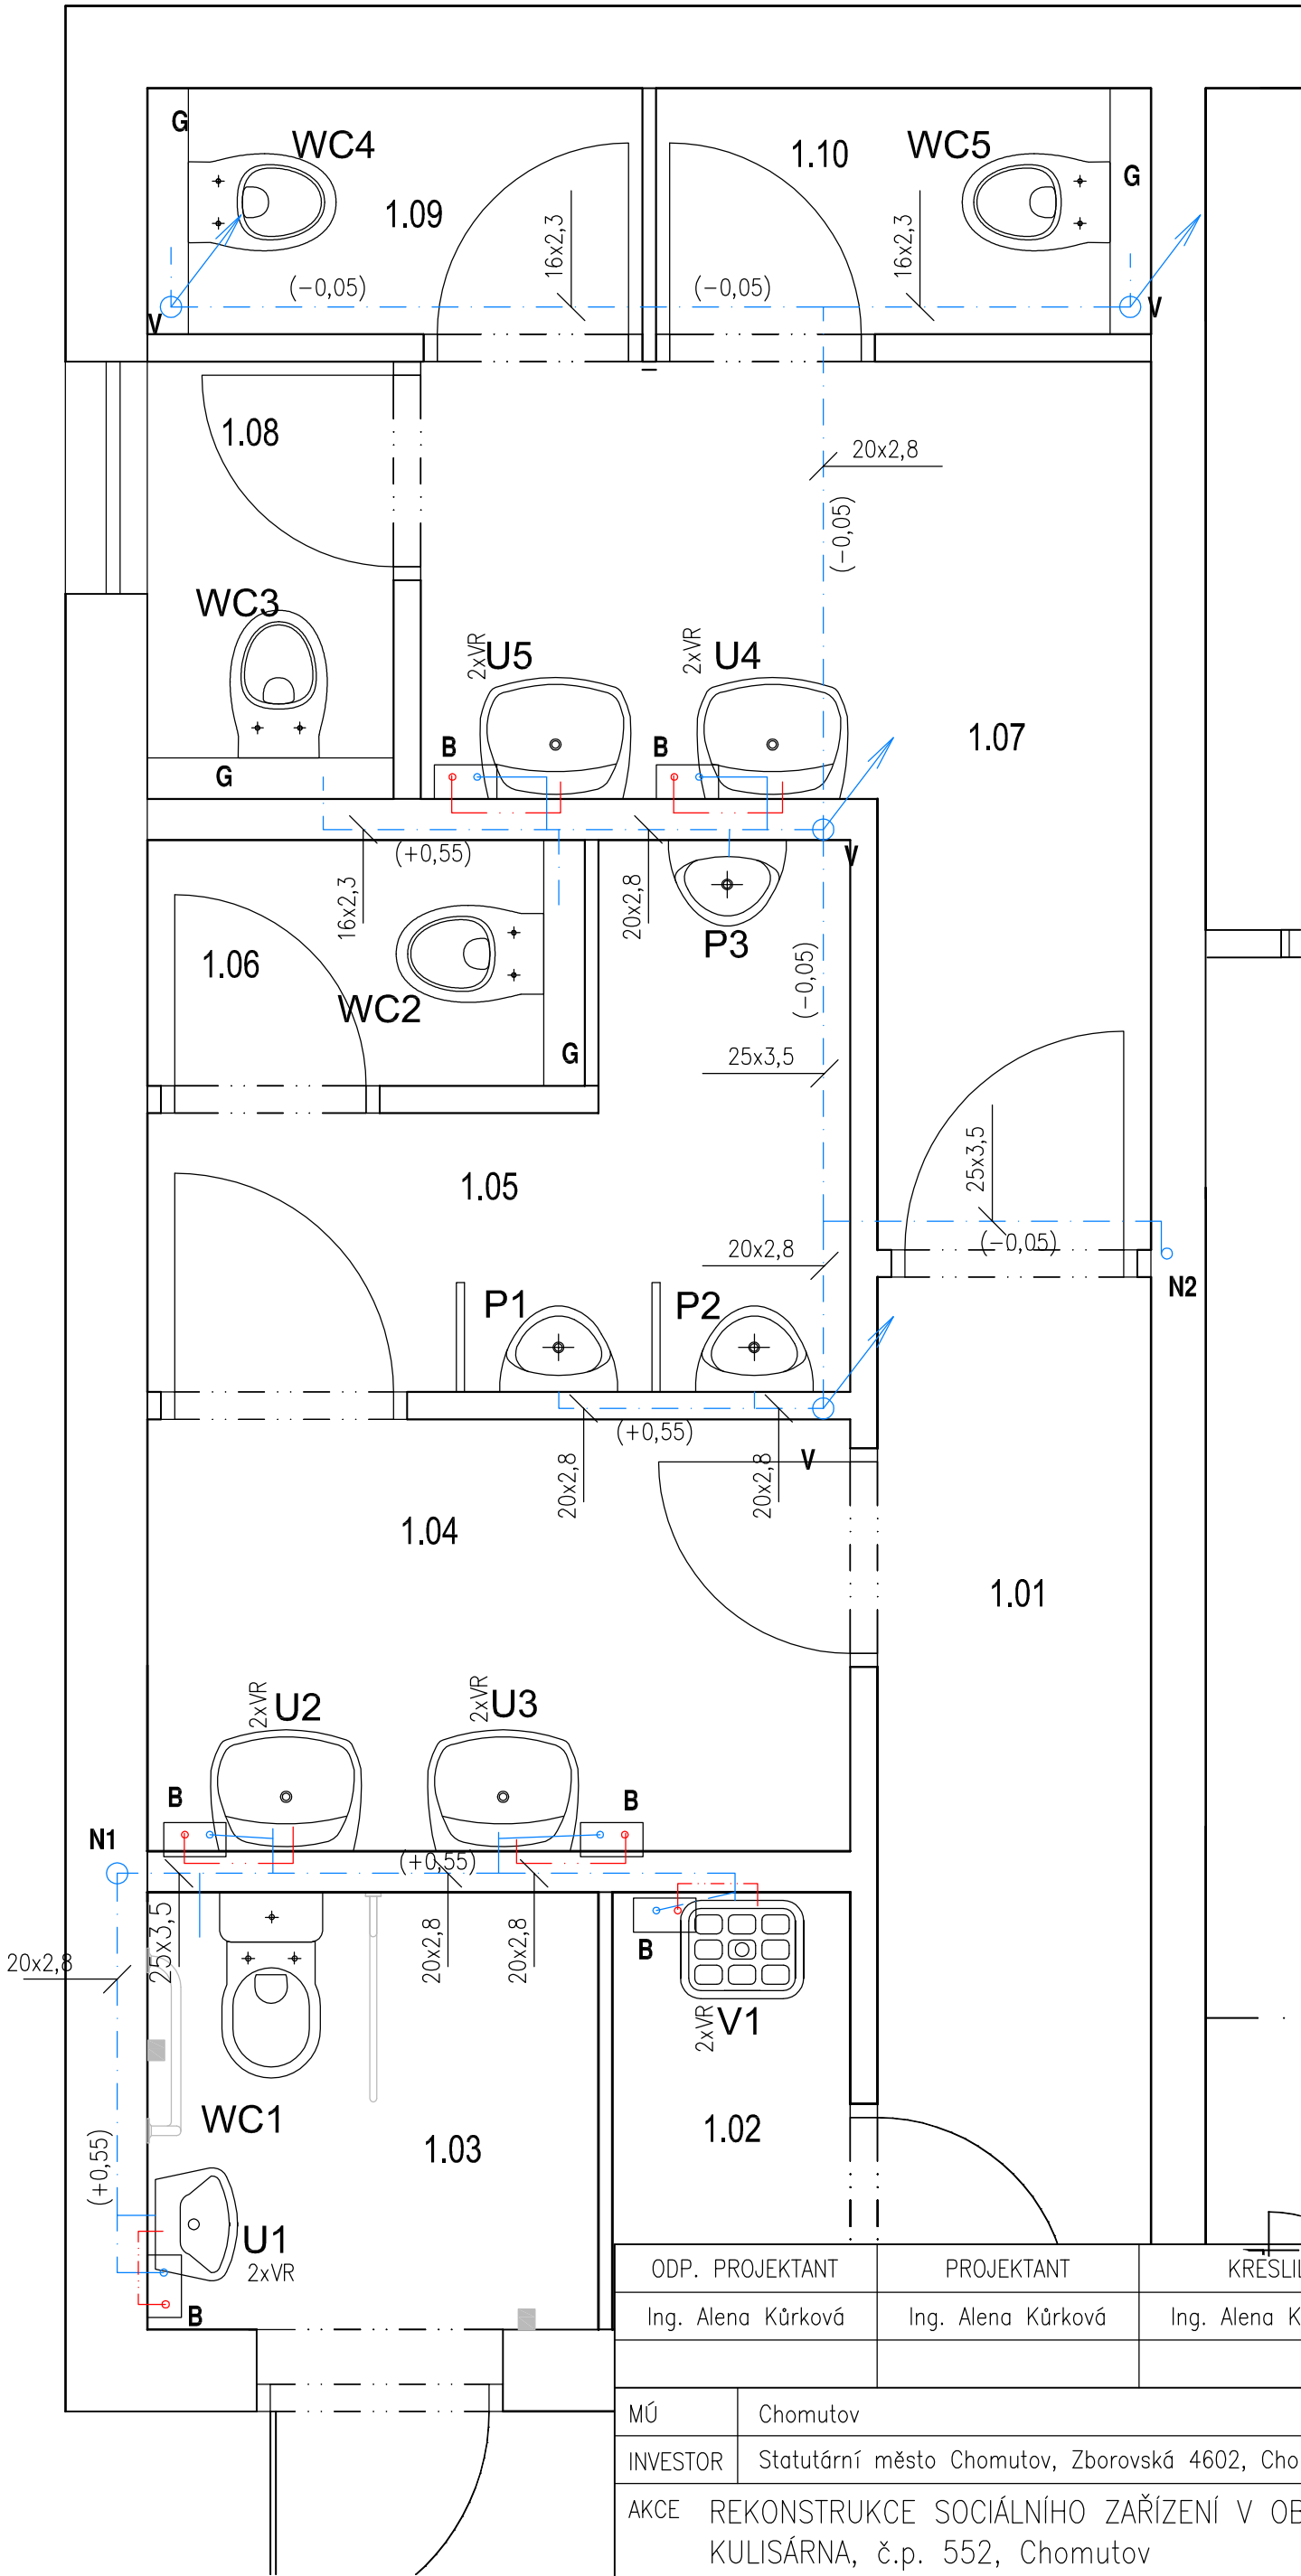 G
WC4
1.10
WC5
G
1.09
16x2,3
16x2,3
(-0,05)
(-0,05)
V
V
1.08
20x2,8
(-0,05)
WC3
2xVR
U5
2xVR
U4
1.07
B
B
G
(+0,55)
V
16x2,3
20x2,8
P3
1.06
(-0,05)
WC2
G
25x3,5
25x3,5
1.05
(-0,05)
20x2,8
N2
P1
P2
(+0,55)
V
20x2,8
20x2,8
1.04
1.01
2xVR
U2
2xVR
U3
B
B
N1
(+0,55)
25x3,5
20x2,8
20x2,8
B
20x2,8
2xVR
V1
WC1
1.02
1.03
(+0,55)
U1
2xVR
B
ODP. PROJEKTANT
PROJEKTANT
Ing. Alena Kůrková
Ing. Alena Kůrková
Ing. Alena K
MÚ
Chomutov
INVESTOR
Statutární město Chomutov, Zborovská 4602, Cho
AKCE
REKONSTRUKCE SOCIÁLNÍHO ZAŘÍZENÍ V OB
KULISÁRNA, č.p. 552, Chomutov